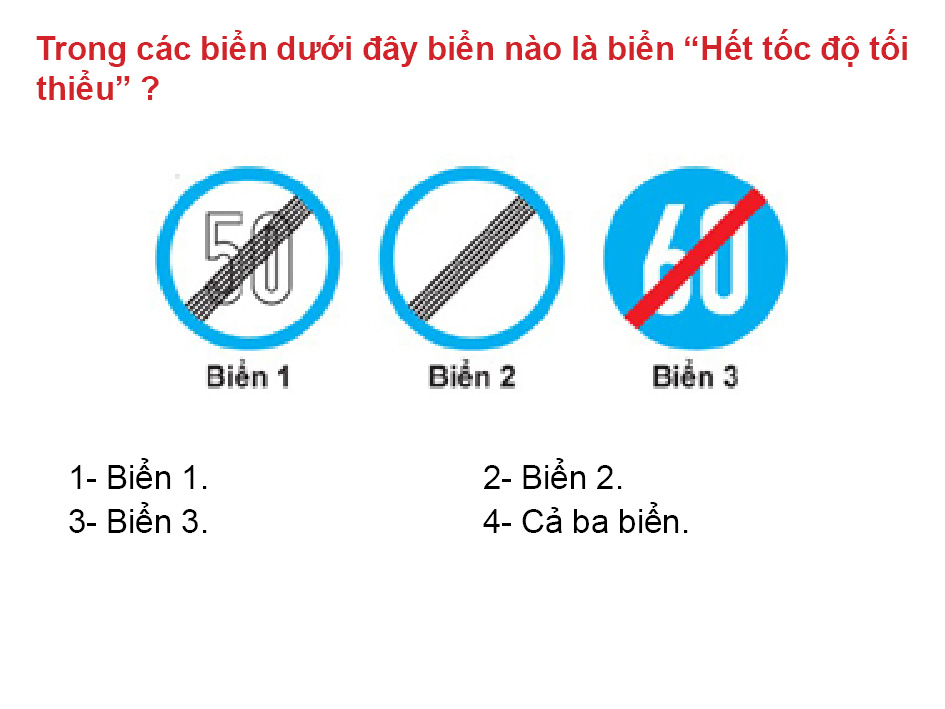 Trong các biển dưới đây biển nào là biển “Hết tốc độ tối
thiểu” ?
50
60
Biển 1
Biển 2
Biển 3
1- Biển 1.
2- Biển 2.
3- Biển 3.
4- Cả ba biển.